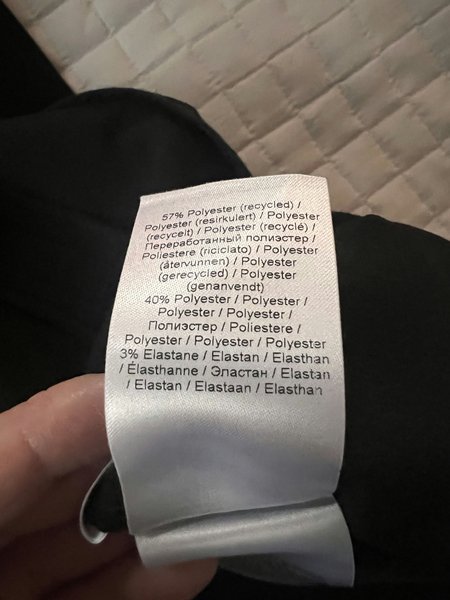 57% Polyester (recycled) /
Polyester (resirkulert) / Polyester
(recycelt) / Polyester (recyclé) /
Переработанный полиэстер /
Poliestere (riciclato) / Polyester
(återvunnen) / Polyester
(gerecycled) / Polyester
(genanvendt)
40% Polyester / Polyester /
Polyester / Polyester /
Полиэстер / Poliestere /
Polyester / Polyester / Polyester
3% Elastane / Elastan / Elasthan
/ Élasthanne / Эластан / Elastan
/ Elastan / Elastaan / Elasthan